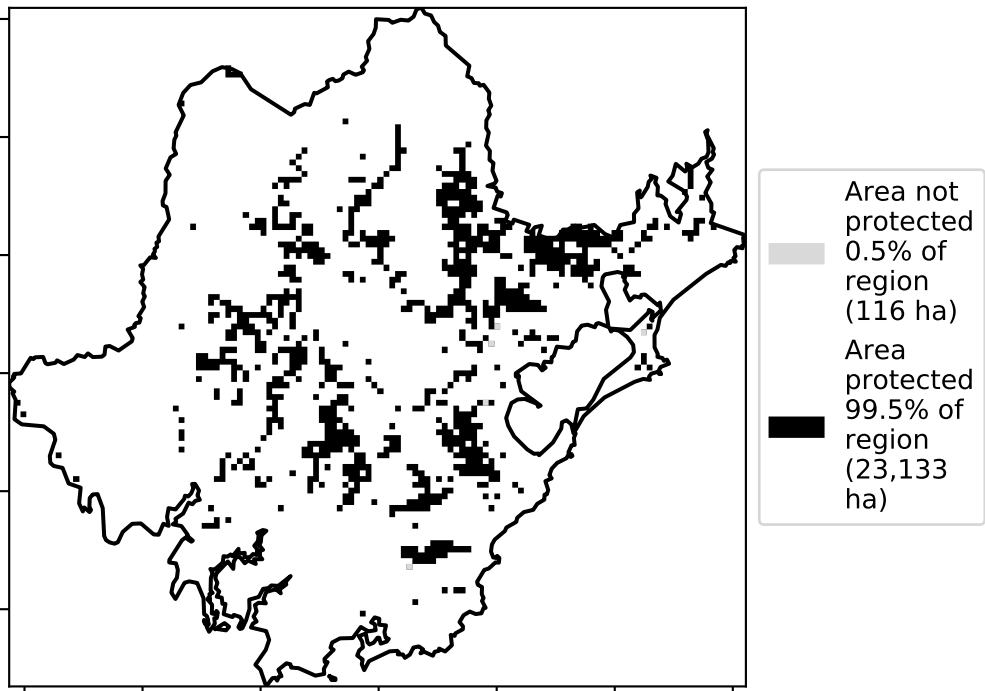 Area not
protected
0.5% of
region
(116 ha)
Area
protected
99.5% of
region
(23,133
ha)